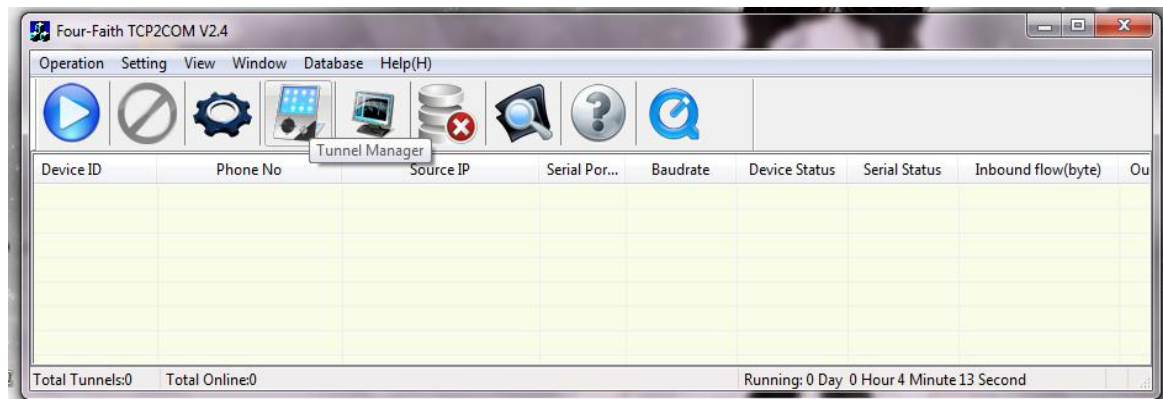 Four-Faith TCP2COM V2.4
Operation Setting View Window Database Help(H)
Tunnel Manager
Device ID Phone No Source IP Serial Por... Baudrate Device Status Serial Status Inbound flow(byte) Ou
Total Tunnels:0 Total Online:0 Running: 0 Day 0 Hour 4 Minute 13 Second